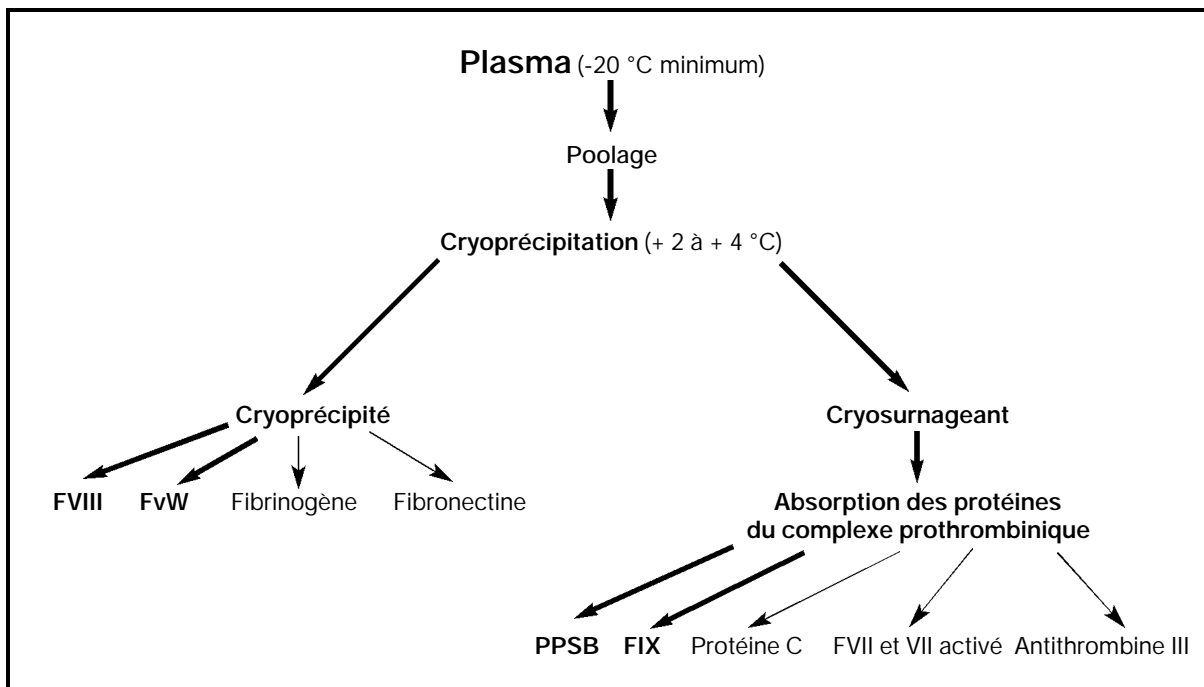 Plasma (-20 °C minimum)
Poolage
Cryoprécipitation (+ 2 à + 4 °C)
Cryoprécipité
Cryosurnageant
FVIII FvW Fibrinogène Fibronectine
Absorption des protéines
du complexe prothrombinique
PPSB FIX Protéine C FVII et VII activé Antithrombine III